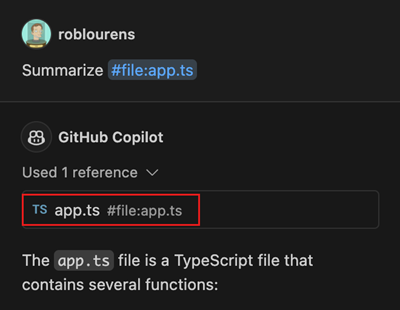 roblourens
Summarize #file:app.ts
GitHub Copilot
Used 1 reference
TS app.ts #file:app.ts
The app.ts file is a TypeScript file that
contains several functions: